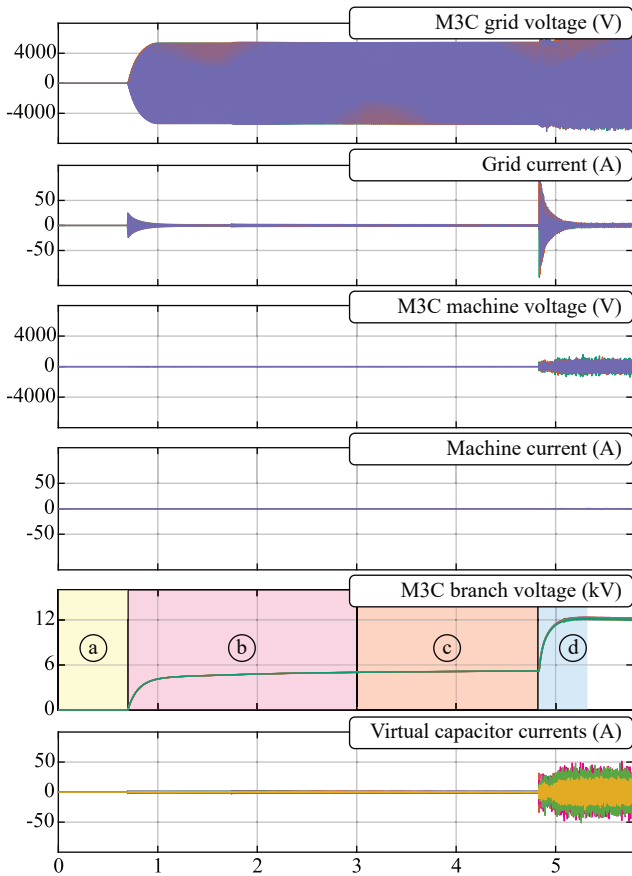 M3C grid voltage (V)
4000
0
-4000
Grid current (A)
50
0
-50
M3C machine voltage (V)
4000
0
-4000
Machine current (A)
50
0
-50
M3C branch voltage (kV)
12
6
0
a
b
c
d
Virtual capacitor currents (A)
50
0
-50
0 1 2 3 4 5